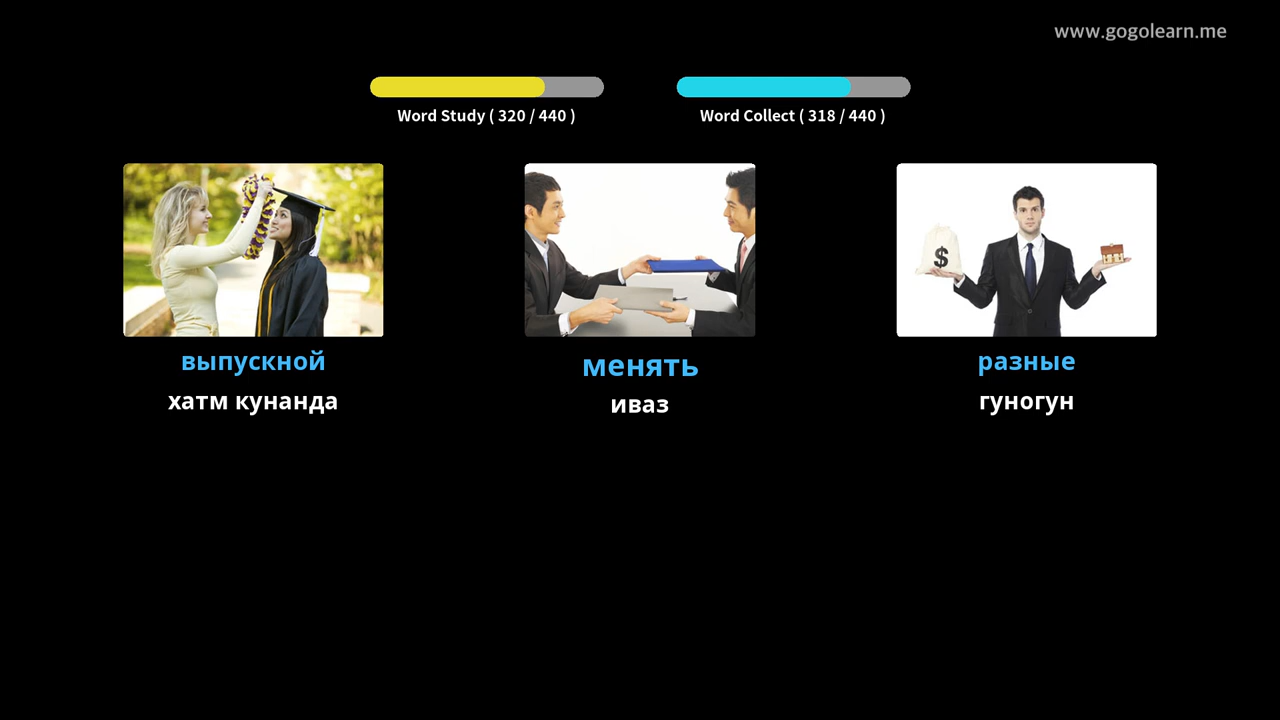 www.gogolearn.me
Word Study ( 320 / 440 )
Word Collect ( 318 / 440 )
$
выпускной
менять
разные
хатм кунанда
иваз
гуногун